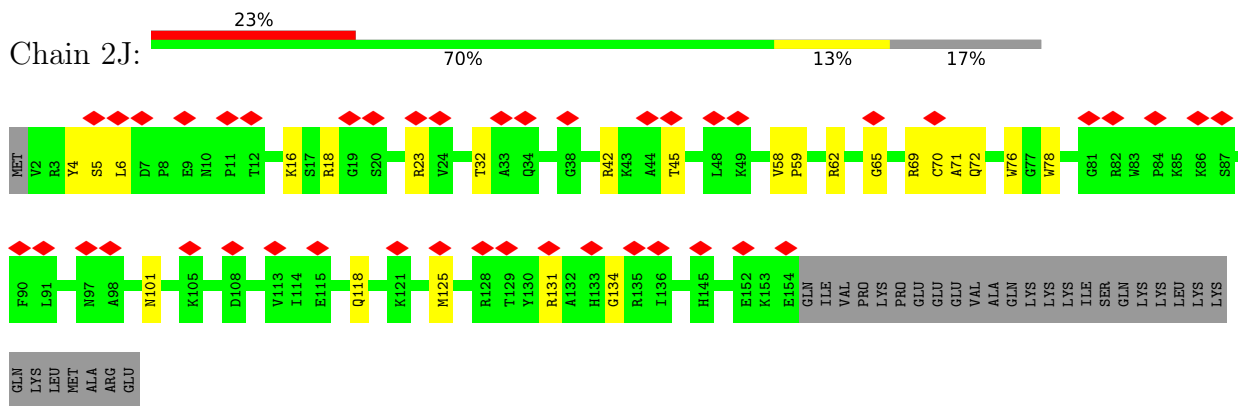 23%
Chain 2J:
70% 13% 17%
MET V2 R3 Y4 S5 L6 D7 P8 E9 N10 P11 T12 K16 S17 R18 G19 S20 R23 V24 T32 A33 Q34 G38 R42 K43 A44 T45 L48 K49 V58 P59 R62 G65 R69 C70 A71 Q72 W76 G77 W78 G81 R82 W83 P84 K85 K86 S87
F90 L91 N97 A98 N101 K105 D108 V113 I114 E115 Q118 K121 M125 R128 T129 Y130 R131 A132 H133 G134 R135 I136 H145 E152 K153 E154 GLN ILE VAL PRO LYS PRO GLU GLU GLU VAL ALA GLN LYS LYS LYS ILE SER GLN LYS LYS LEU LYS LYS
GLN LYS LEU MET ALA ARG GLU